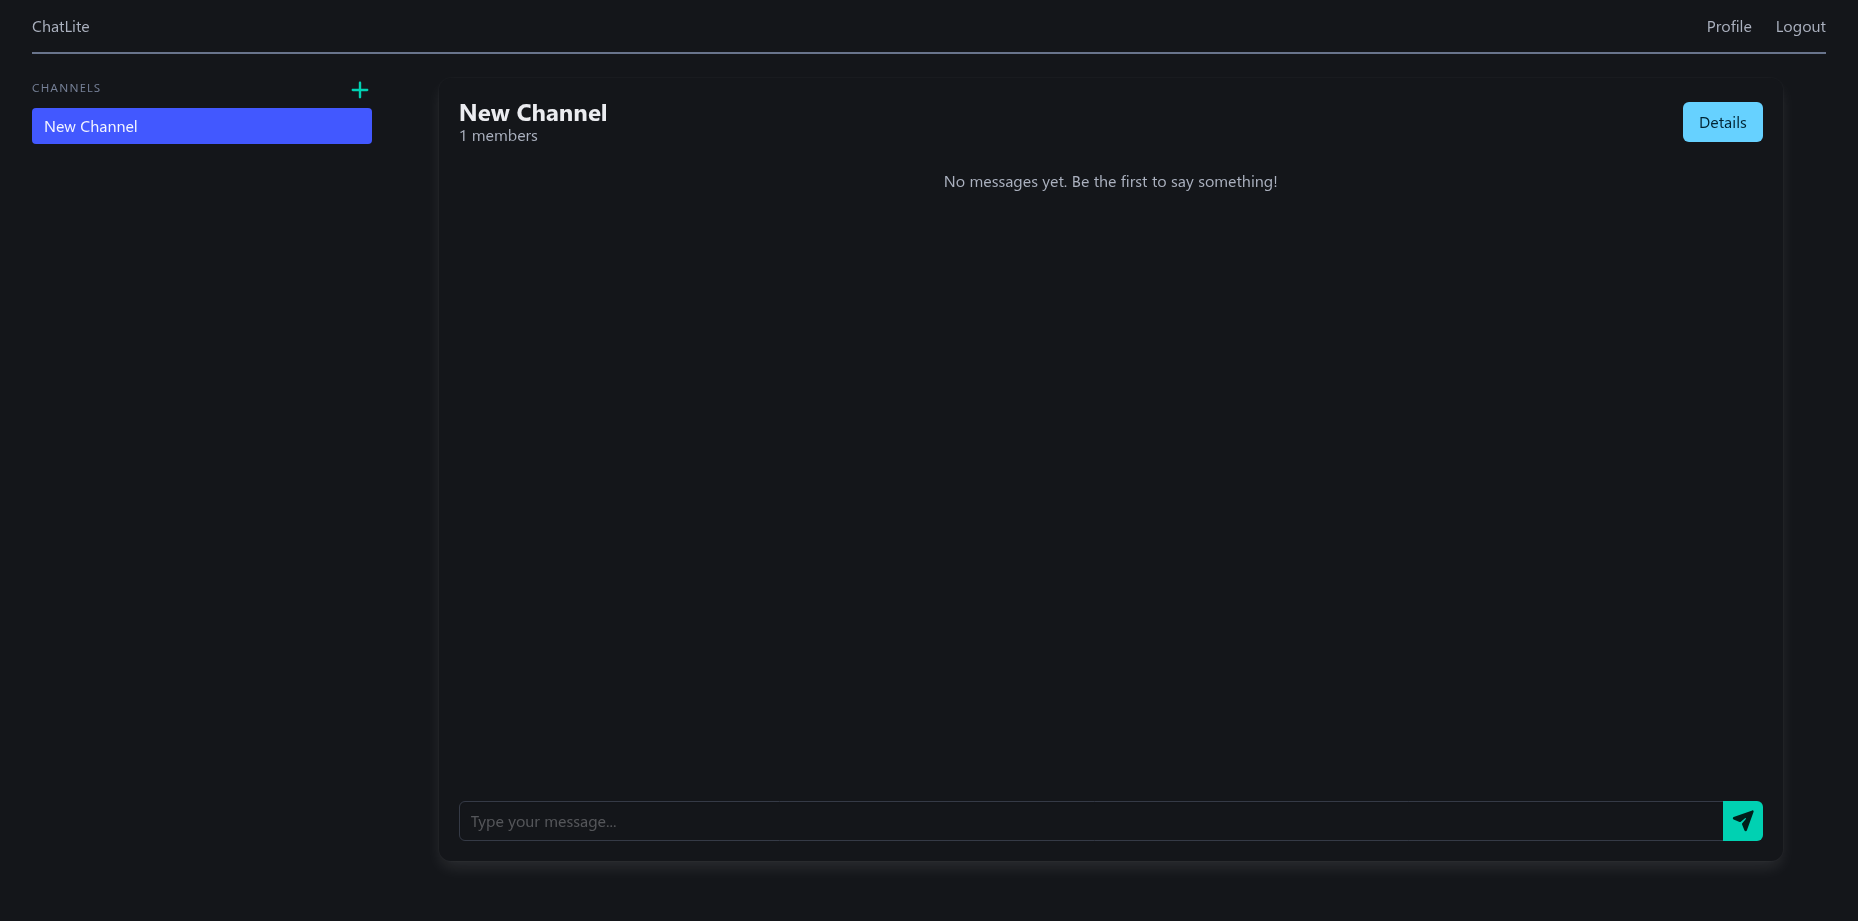 ChatLite
Profile
Logout
CHANNELS
New Channel
New Channel
1 members
Details
No messages yet. Be the first to say something!
Type your message...